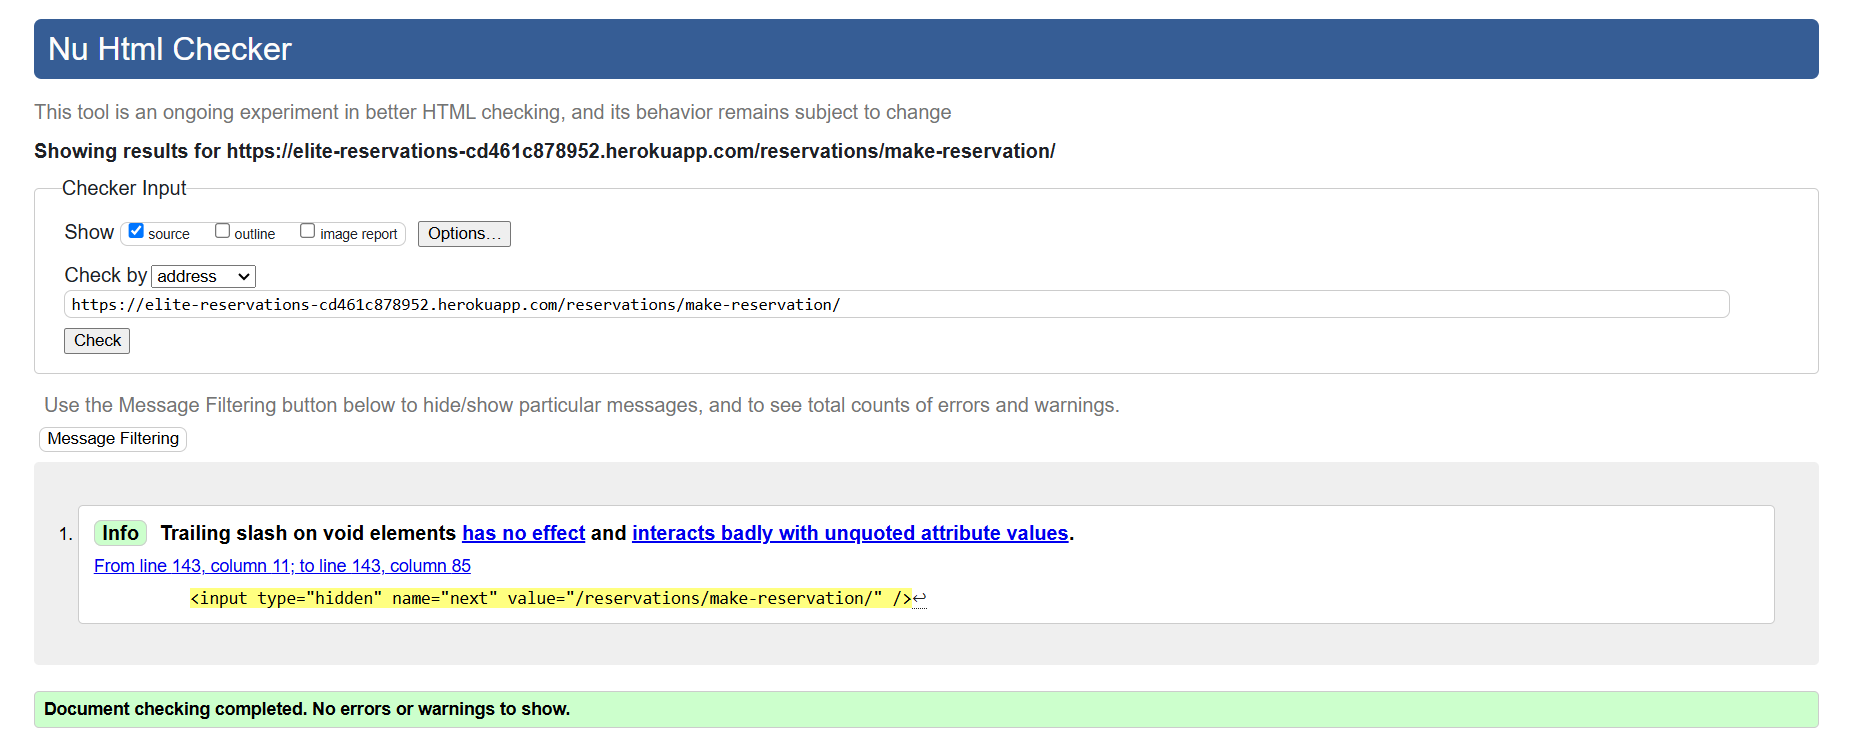 Nu Html Checker
This tool is an ongoing experiment in better HTML checking, and its behavior remains subject to change
Showing results for https://elite-reservations-cd461c878952.herokuapp.com/reservations/make-reservation/
Checker Input
Show source outline image report Options...
Check by address
https://elite-reservations-cd461c878952.herokuapp.com/reservations/make-reservation/
Check
Use the Message Filtering button below to hide/show particular messages, and to see total counts of errors and warnings.
Message Filtering
1. Info Trailing slash on void elements has no effect and interacts badly with unquoted attribute values.
From line 143, column 11; to line 143, column 85
<input type="hidden" name="next" value="/reservations/make-reservation/" />↩
Document checking completed. No errors or warnings to show.